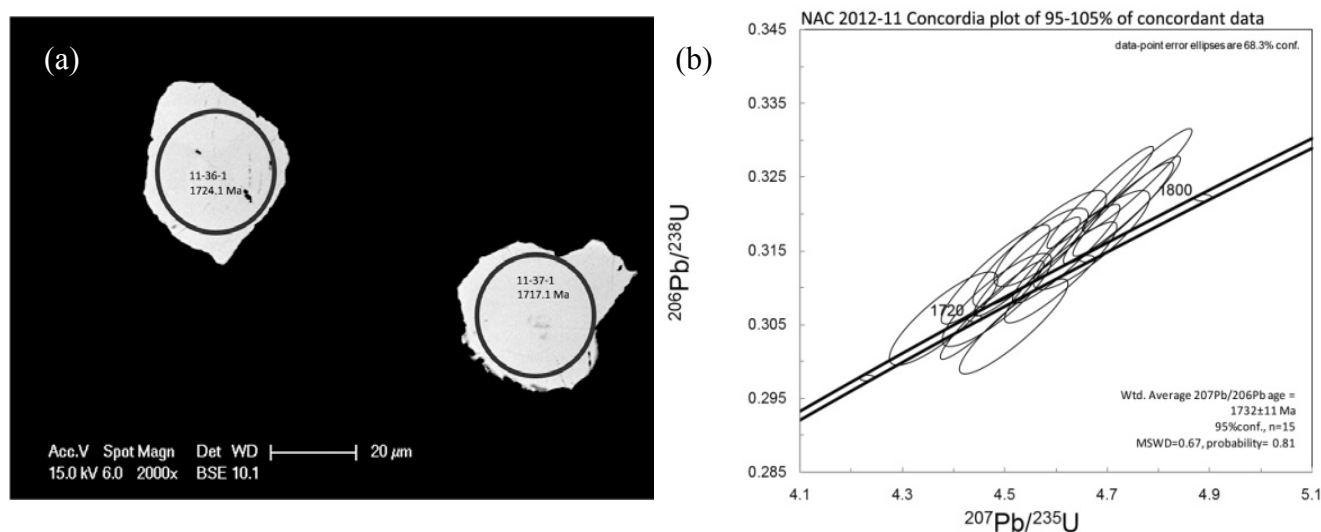 (a)
11-36-1
1724.1 Ma
11-37-1
1717.1 Ma
Acc.V Spot Magn Det WD 20 µm
15.0 kV 6.0 2000x BSE 10.1
(b)
NAC 2012-11 Concordia plot of 95-105% of concordant data
data-point error ellipses are 68.3% conf.
0.345
0.335
0.325
0.315
0.305
0.295
0.285
206Pb/238U
1800
1720
Wtd. Average 207Pb/206Pb age =
1732±11 Ma
95%conf., n=15
MSWD=0.67, probability= 0.81
4.1 4.3 4.5 4.7 4.9 5.1
207Pb/235U